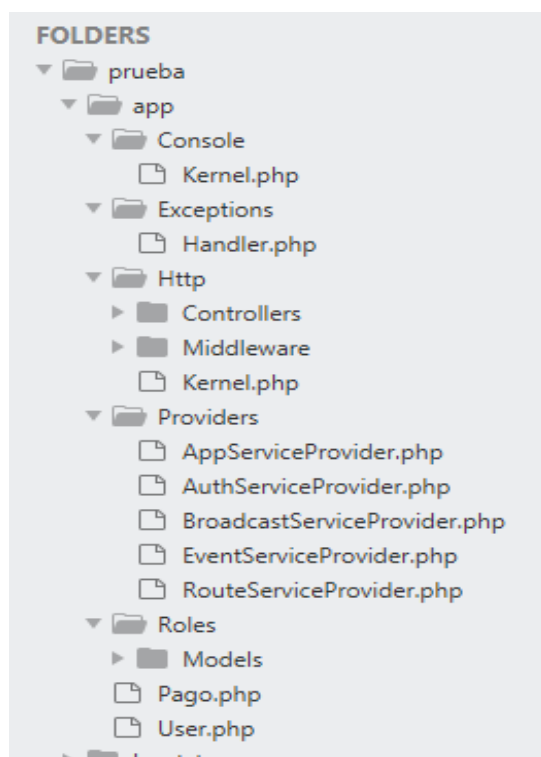 FOLDERS
prueba
app
Console
Kernel.php
Exceptions
Handler.php
Http
Controllers
Middleware
Kernel.php
Providers
AppServiceProvider.php
AuthServiceProvider.php
BroadcastServiceProvider.php
EventServiceProvider.php
RouteServiceProvider.php
Roles
Models
Pago.php
User.php